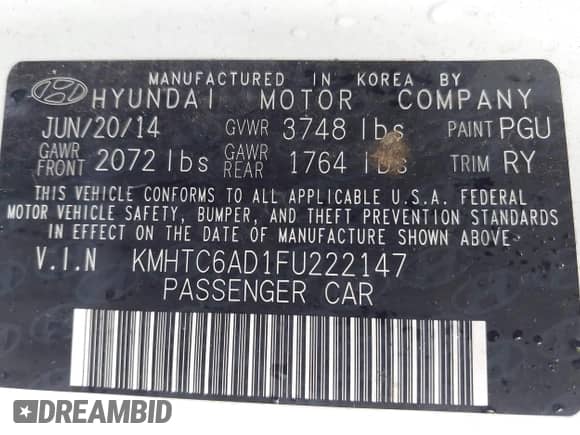 MANUFACTURED IN KOREA BY
HYUNDAI MOTOR COMPANY
JUN/20/14 GVWR 3748 lbs PAINT PGU
GAWR FRONT 2072 lbs GAWR REAR 1764 lbs TRIM RY
THIS VEHICLE CONFORMS TO ALL APPLICABLE U.S.A. FEDERAL
MOTOR VEHICLE SAFETY, BUMPER, AND THEFT PREVENTION STANDARDS
IN EFFECT ON THE DATE OF MANUFACTURE SHOWN ABOVE.
V.I.N KMHTC6AD1FU222147
PASSENGER CAR
DREAMBID